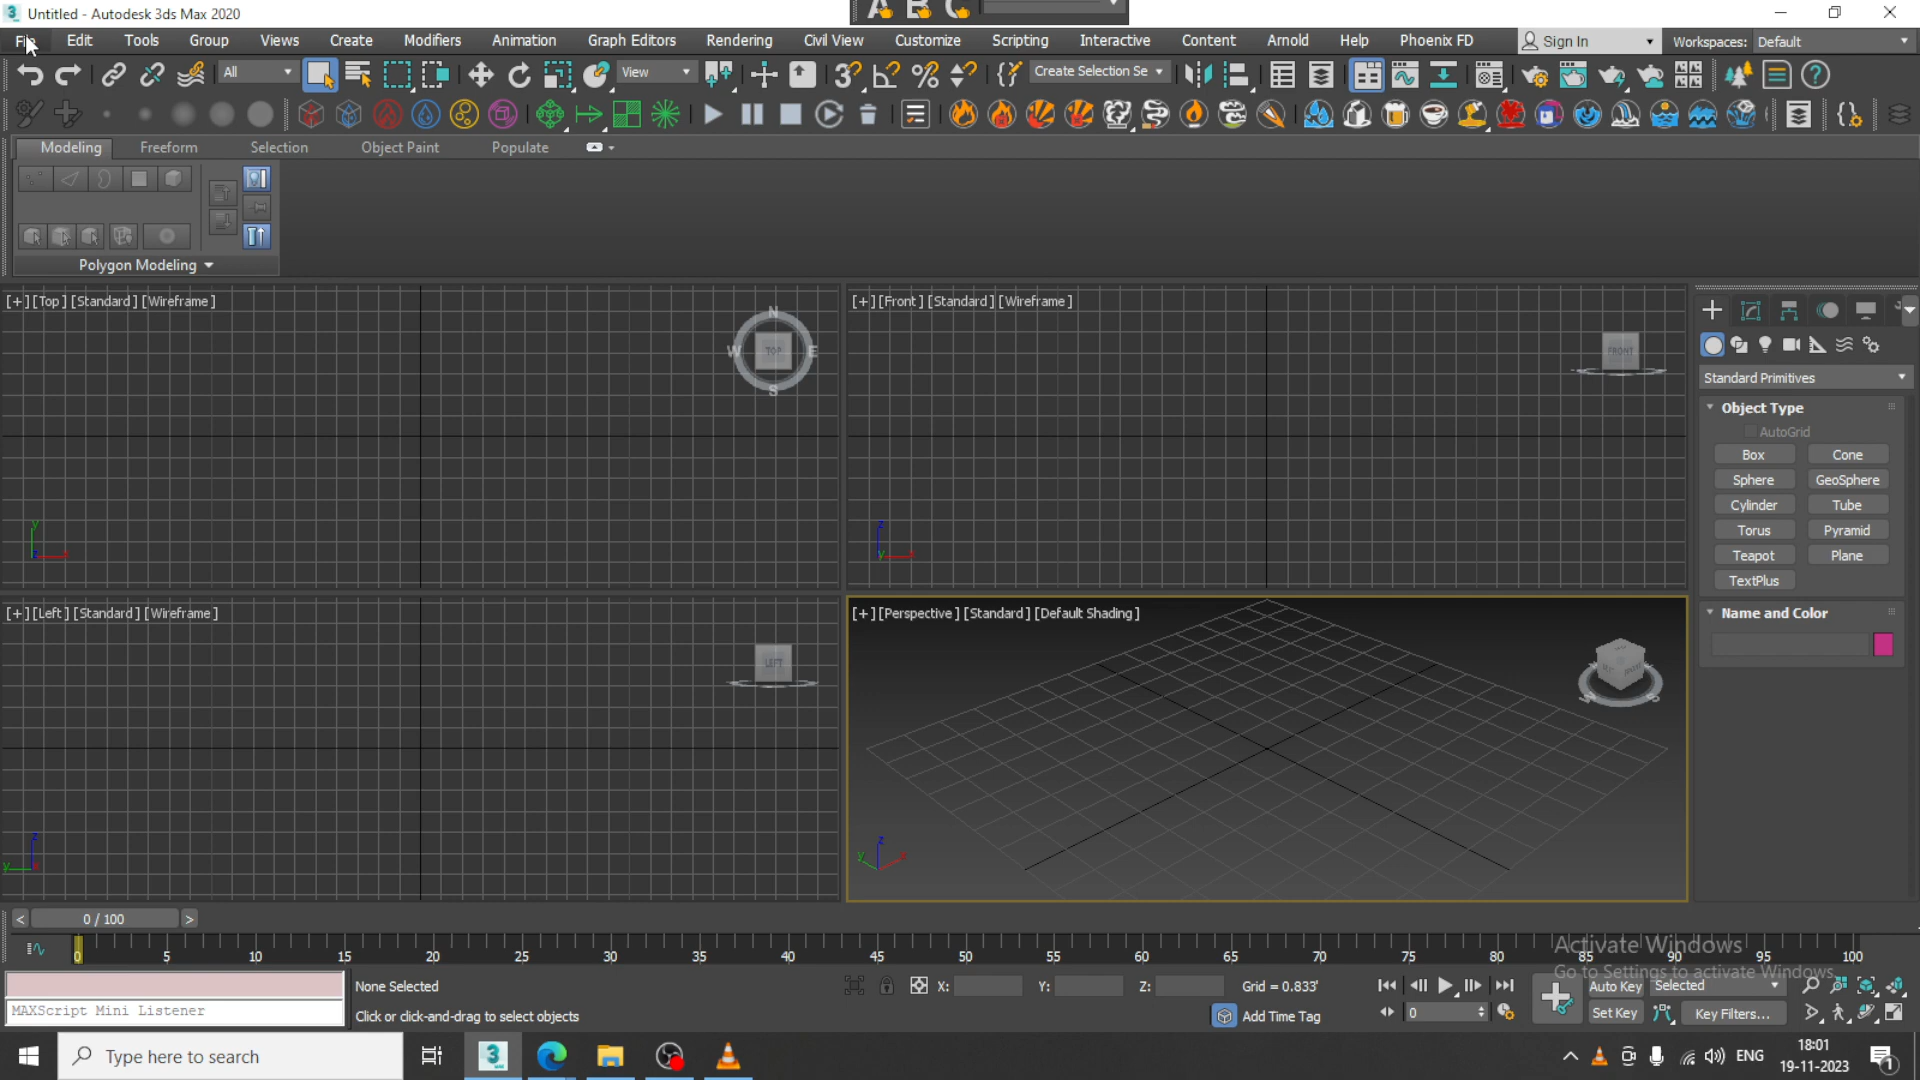 Untitled - Autodesk 3ds Max 2020
File Edit Tools Group Views Create Modifiers Animation Graph Editors Rendering Civil View Customize Scripting Interactive Content Arnold Help Phoenix FD Sign In Workspaces: Default
All View Create Selection Se
Modeling Freeform Selection Object Paint Populate
Polygon Modeling
[+] [Top] [Standard] [Wireframe]
N
W TOP E
S
[+] [Front] [Standard] [Wireframe]
FRONT
Standard Primitives
Object Type
AutoGrid
Box Cone
Sphere GeoSphere
Cylinder Tube
Torus Pyramid
Teapot Plane
TextPlus
Name and Color
[+] [Left] [Standard] [Wireframe]
LEFT
[+] [Perspective] [Standard] [Default Shading]
0 / 100
0 5 10 15 20 25 30 35 40 45 50 55 60 65 70 75 80 85 90 95 100
Activate Windows
Go to Settings to activate Windows.
None Selected
X: Y: Z: Grid = 0.833'
Auto Key Selected
MAXScript Mini Listener
Click or click-and-drag to select objects
Add Time Tag
0
Set Key Key Filters...
Type here to search
ENG
18:01
19-11-2023
1